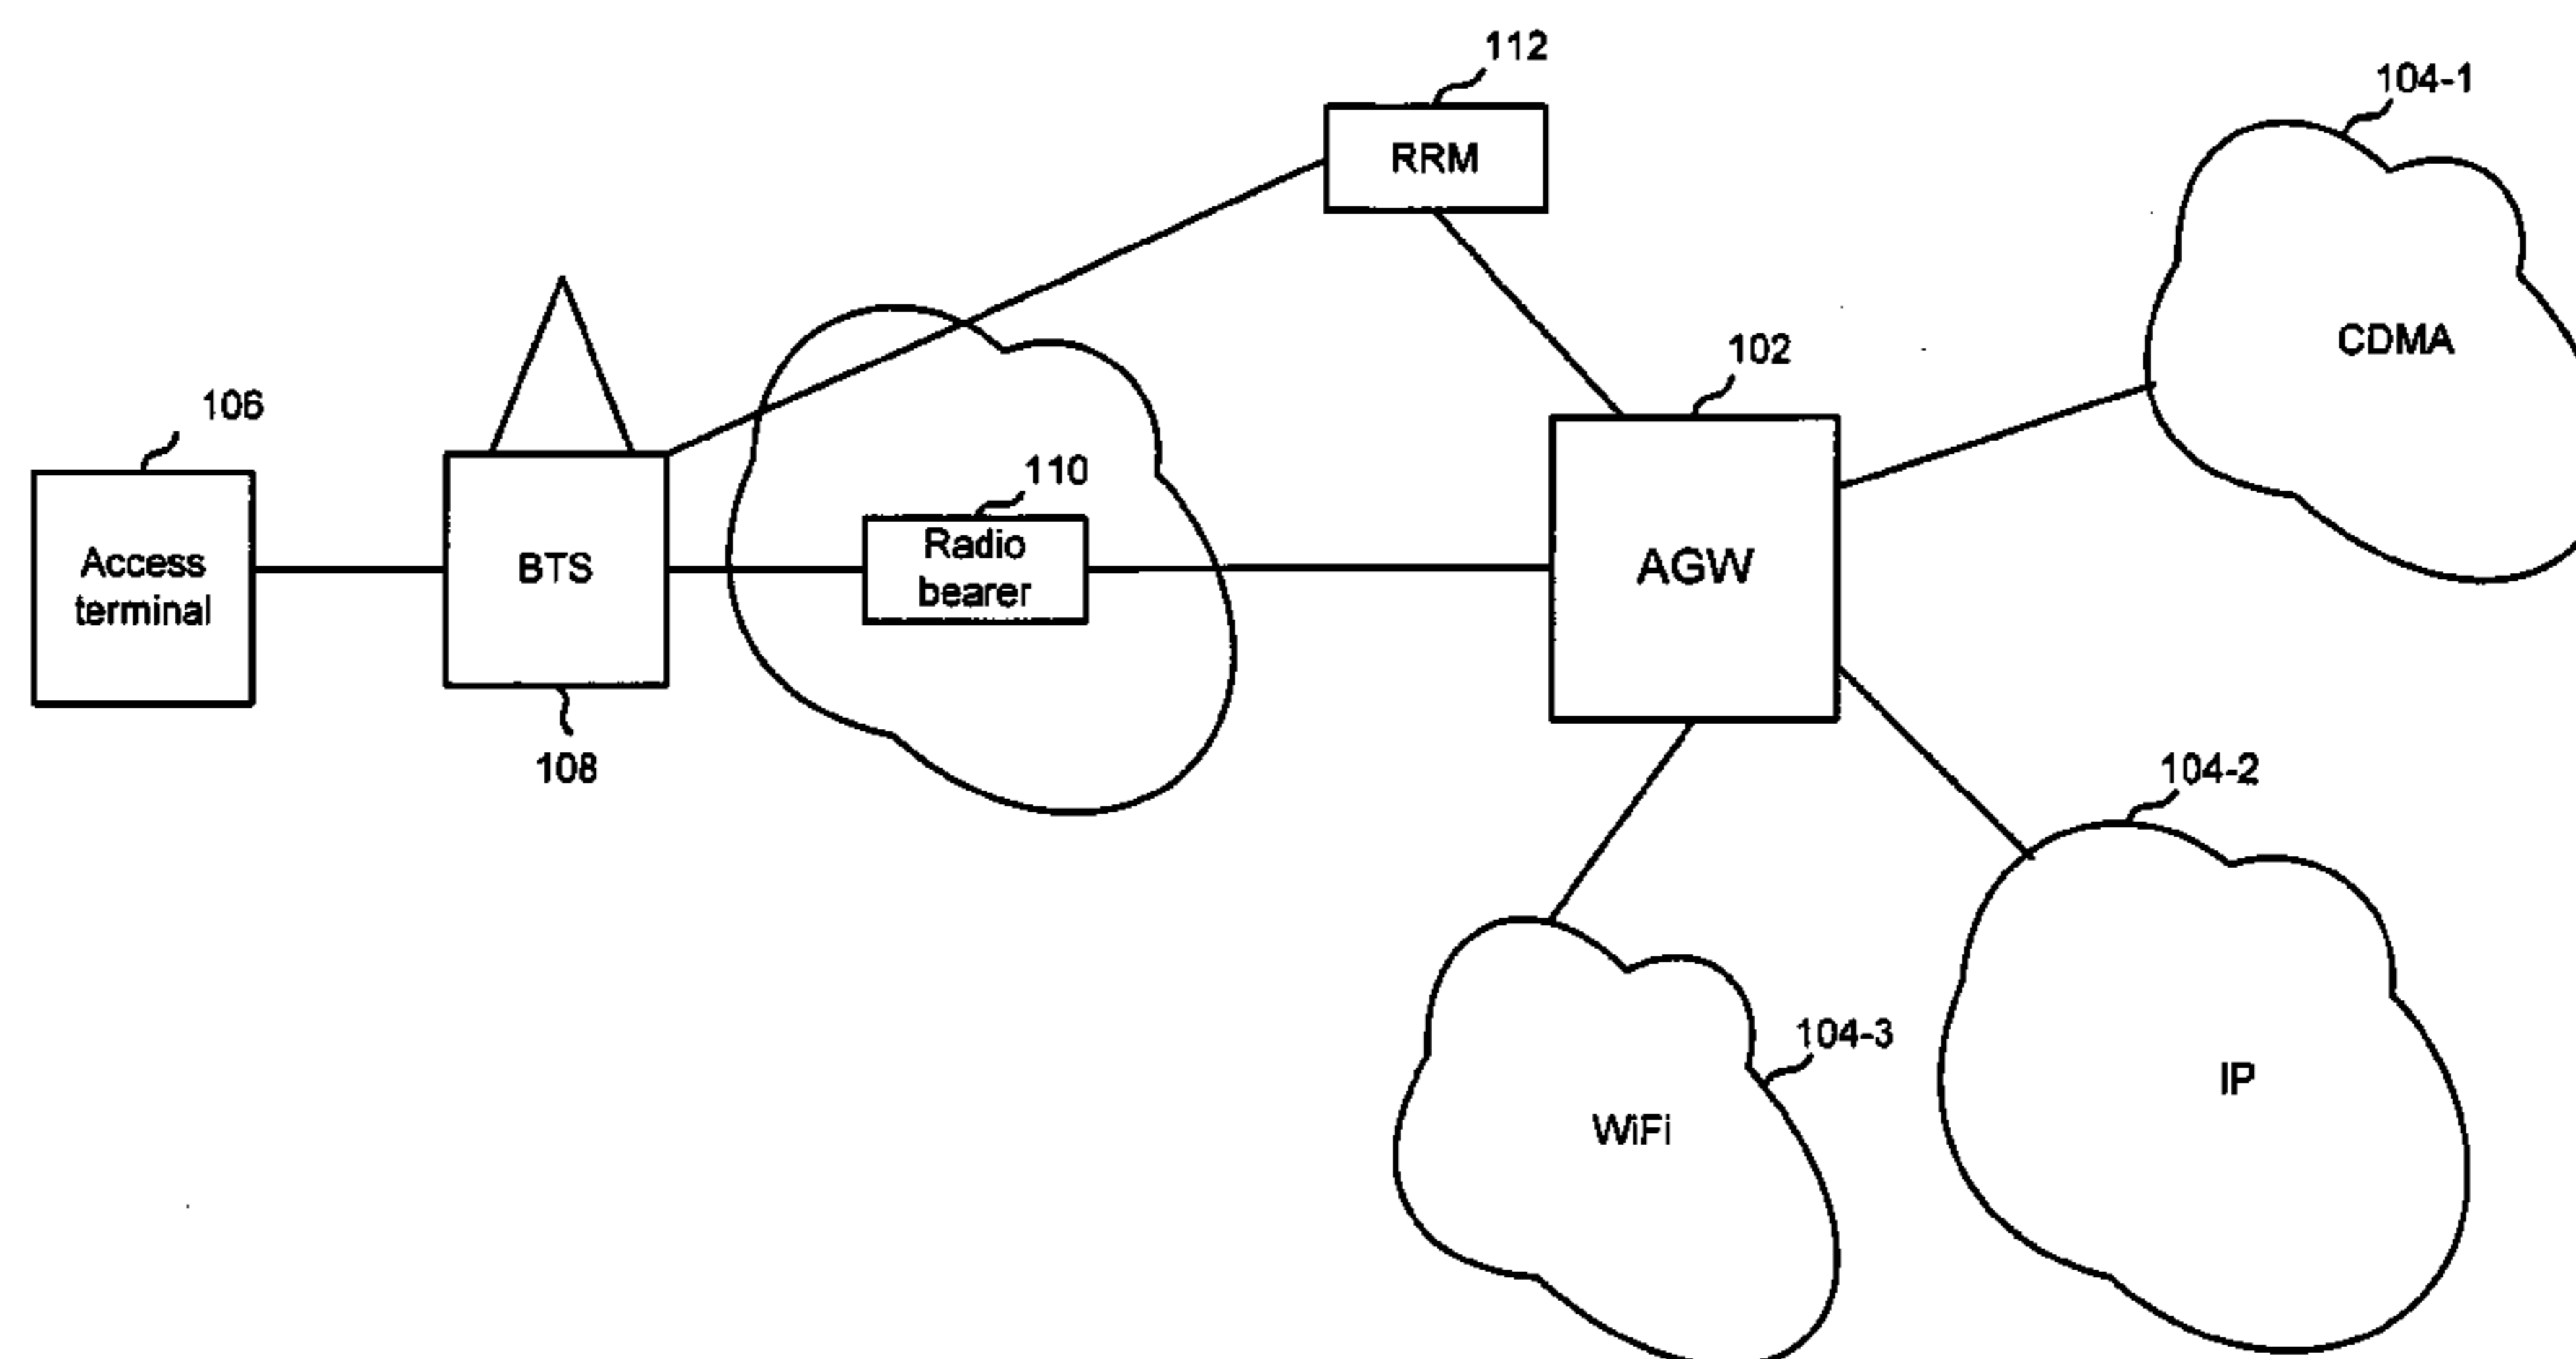 112
RRM
104-1
CDMA
102
AGW
106
Access
terminal
BTS
108
110
Radio
bearer
104-2
IP
104-3
WiFi